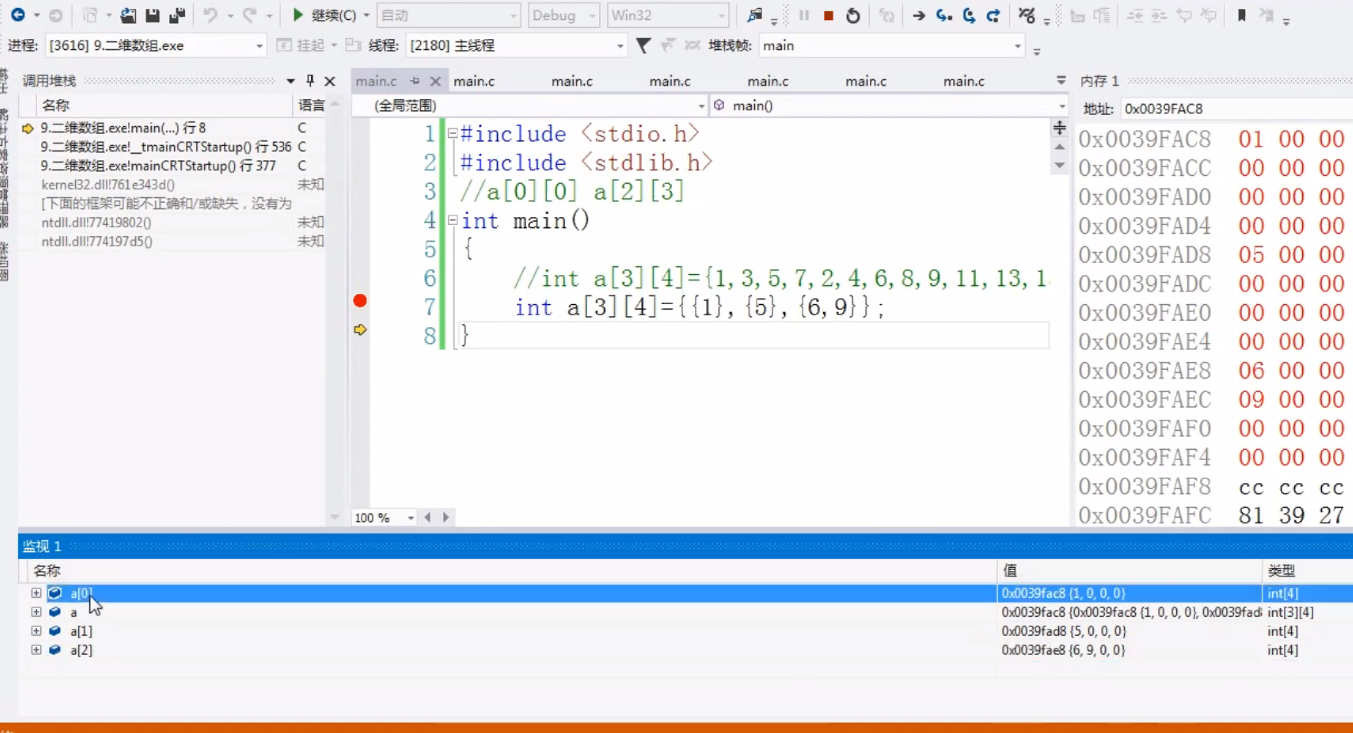 继续(C) 自动 Debug Win32
进程: [3616] 9.二维数组.exe 挂起 线程: [2180] 主线程 堆栈帧: main
调用堆栈
名称 语言
9.二维数组.exe!main(...) 行 8 C
9.二维数组.exe!__tmainCRTStartup() 行 536 C
9.二维数组.exe!mainCRTStartup() 行 377 C
kernel32.dll!761e343d() 未知
[下面的框架可能不正确和/或缺失，没有为
ntdll.dll!77419802() 未知
ntdll.dll!774197d5() 未知
main.c main.c main.c main.c main.c main.c main.c
(全局范围) main()
1 #include <stdio.h>
2 #include <stdlib.h>
3 //a[0][0] a[2][3]
4 int main()
5 {
6 //int a[3][4]={1,3,5,7,2,4,6,8,9,11,13,1
7 int a[3][4]={{1},{5},{6,9}};
8 }
100 %
内存 1
地址: 0x0039FAC8
0x0039FAC8 01 00 00
0x0039FACC 00 00 00
0x0039FAD0 00 00 00
0x0039FAD4 00 00 00
0x0039FAD8 05 00 00
0x0039FADC 00 00 00
0x0039FAE0 00 00 00
0x0039FAE4 00 00 00
0x0039FAE8 06 00 00
0x0039FAEC 09 00 00
0x0039FAF0 00 00 00
0x0039FAF4 00 00 00
0x0039FAF8 cc cc cc
0x0039FAFC 81 39 27
监视 1
名称 值 类型
a[0] 0x0039fac8 {1, 0, 0, 0} int[4]
a 0x0039fac8 {0x0039fac8 {1, 0, 0, 0}, 0x0039fad8 int[3][4]
a[1] 0x0039fad8 {5, 0, 0, 0} int[4]
a[2] 0x0039fae8 {6, 9, 0, 0} int[4]